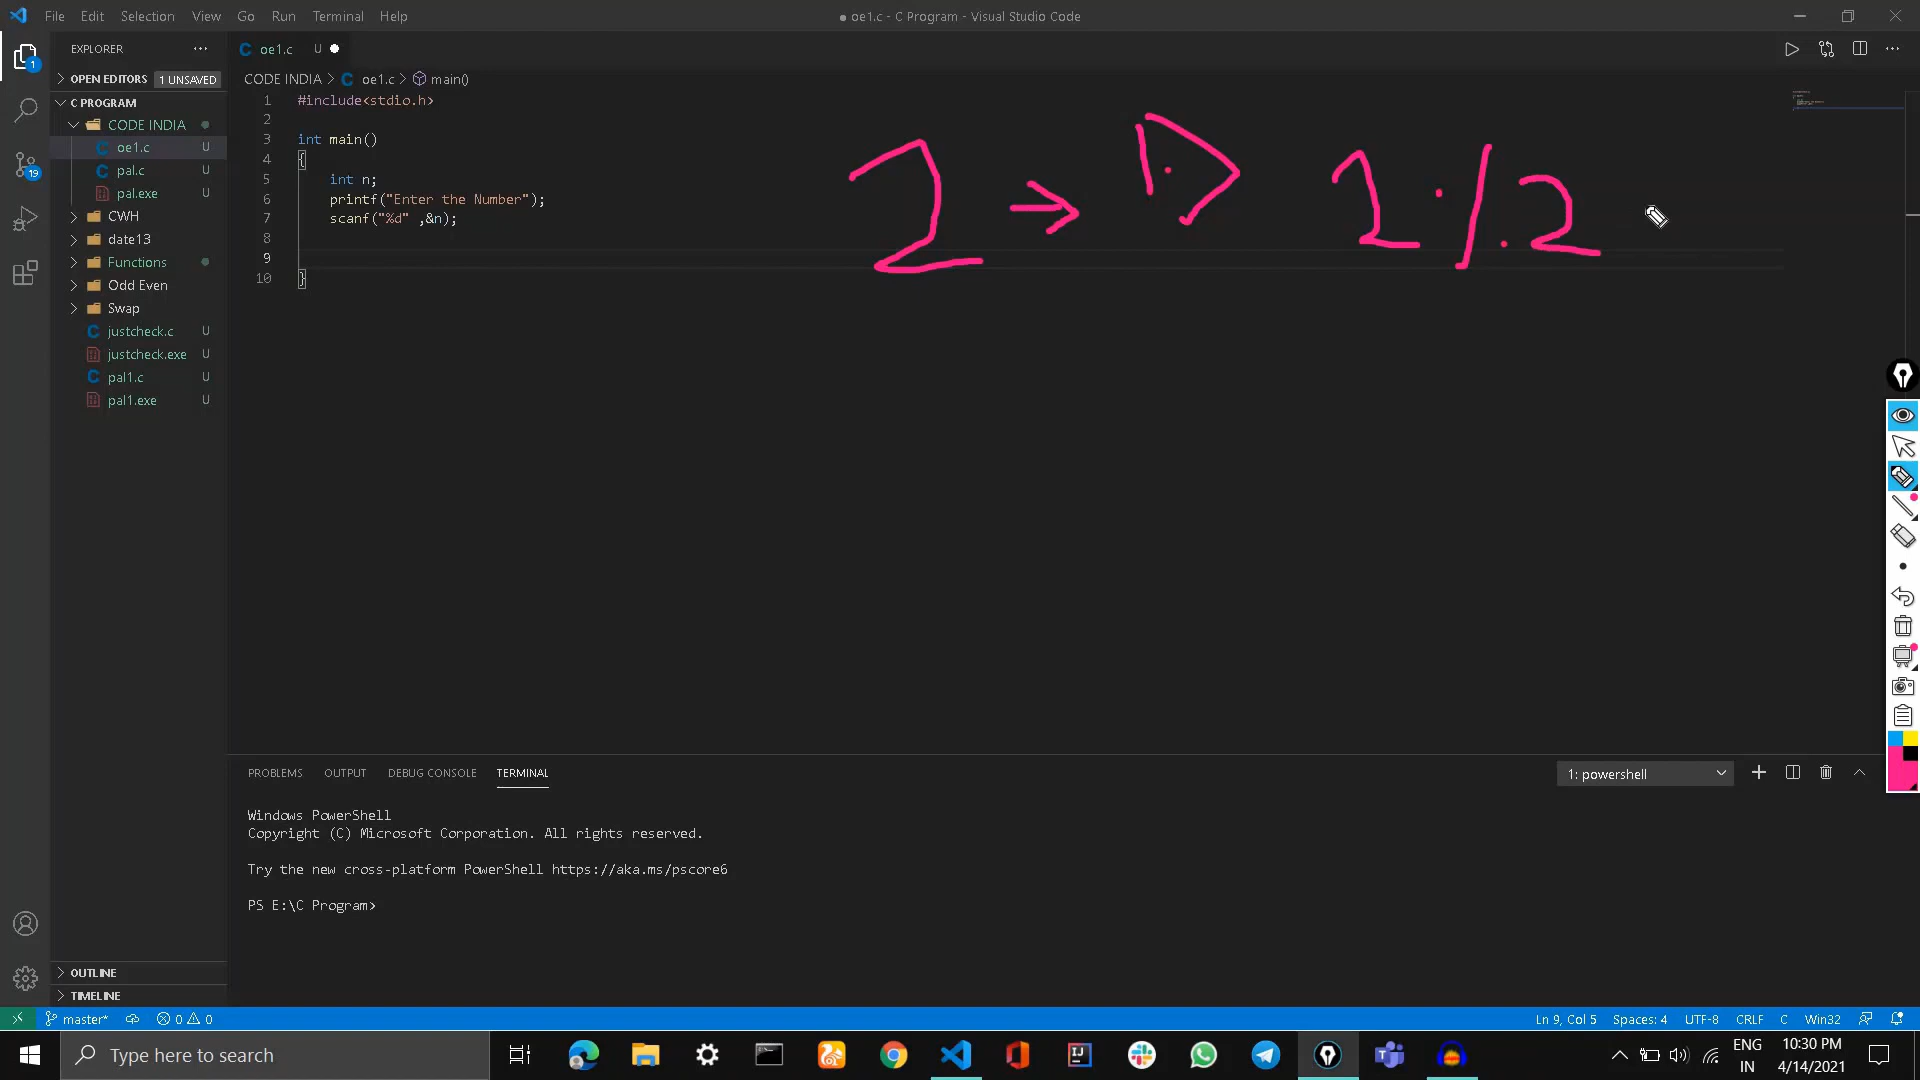 File Edit Selection View Go Run Terminal Help
● oe1.c - C Program - Visual Studio Code
EXPLORER ···
oe1.c U ●
OPEN EDITORS 1 UNSAVED
C PROGRAM
CODE INDIA
oe1.c U
pal.c U
pal.exe U
CWH
date13
Functions
Odd Even
Swap
justcheck.c U
justcheck.exe U
pal1.c U
pal1.exe U
OUTLINE
TIMELINE
1
19
CODE INDIA > oe1.c > main()
1 #include<stdio.h>
2
3 int main()
4 {
5 int n;
6 printf("Enter the Number");
7 scanf("%d" ,&n);
8
9
10 }
2 →
2 % 2
PROBLEMS OUTPUT DEBUG CONSOLE TERMINAL
1: powershell
Windows PowerShell
Copyright (C) Microsoft Corporation. All rights reserved.
Try the new cross-platform PowerShell https://aka.ms/pscore6
PS E:\C Program>
master* 0 0
Ln 9, Col 5 Spaces: 4 UTF-8 CRLF C Win32
Type here to search
ENG
IN
10:30 PM
4/14/2021